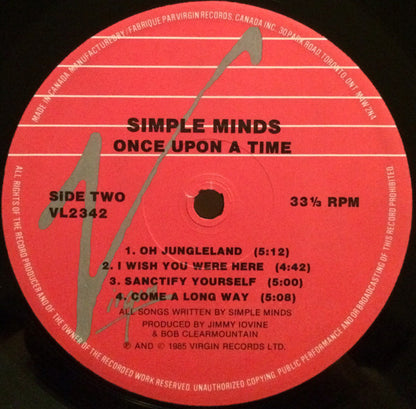 MADE IN CANADA MANUFACTURED BY / FABRIQUE PAR VIRGIN RECORDS, CANADA INC. 30 PARK ROAD, TORONTO, ONT M4W 2N4
SIMPLE MINDS
ONCE UPON A TIME
SIDE TWO
VL2342
33⅓ RPM
1. OH JUNGLELAND (5:12)
2. I WISH YOU WERE HERE (4:42)
3. SANCTIFY YOURSELF (5:00)
4. COME A LONG WAY (5:08)
ALL SONGS WRITTEN BY SIMPLE MINDS
PRODUCED BY JIMMY IOVINE
& BOB CLEARMOUNTAIN
℗ AND © 1985 VIRGIN RECORDS LTD.
ALL RIGHTS OF THE RECORD PRODUCER AND OF THE OWNER OF THE RECORDED WORK RESERVED. UNAUTHORIZED COPYING, PUBLIC PERFORMANCE AND/OR BROADCASTING OF THIS RECORD PROHIBITED.